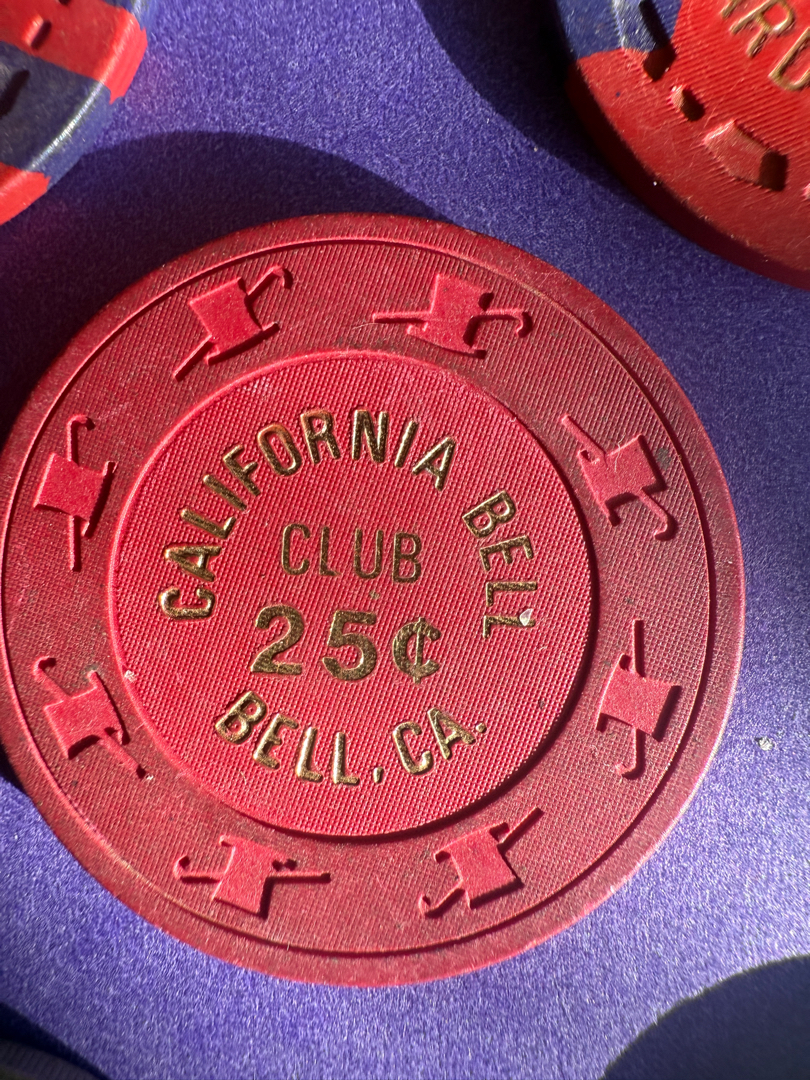 CALIFORNIA BELL
CLUB
25¢
BELL, CA.